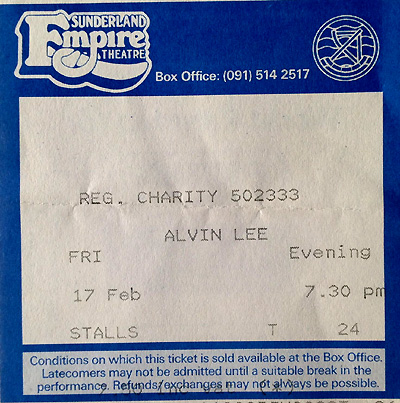 SUNDERLAND
Empire
THEATRE
Box Office: (091) 514 2517
REG. CHARITY 502333
ALVIN LEE
FRI Evening
17 Feb 7.30 pm
STALLS T 24
Conditions on which this ticket is sold available at the Box Office.
Latecomers may not be admitted until a suitable break in the
performance. Refunds/exchanges may not always be possible.